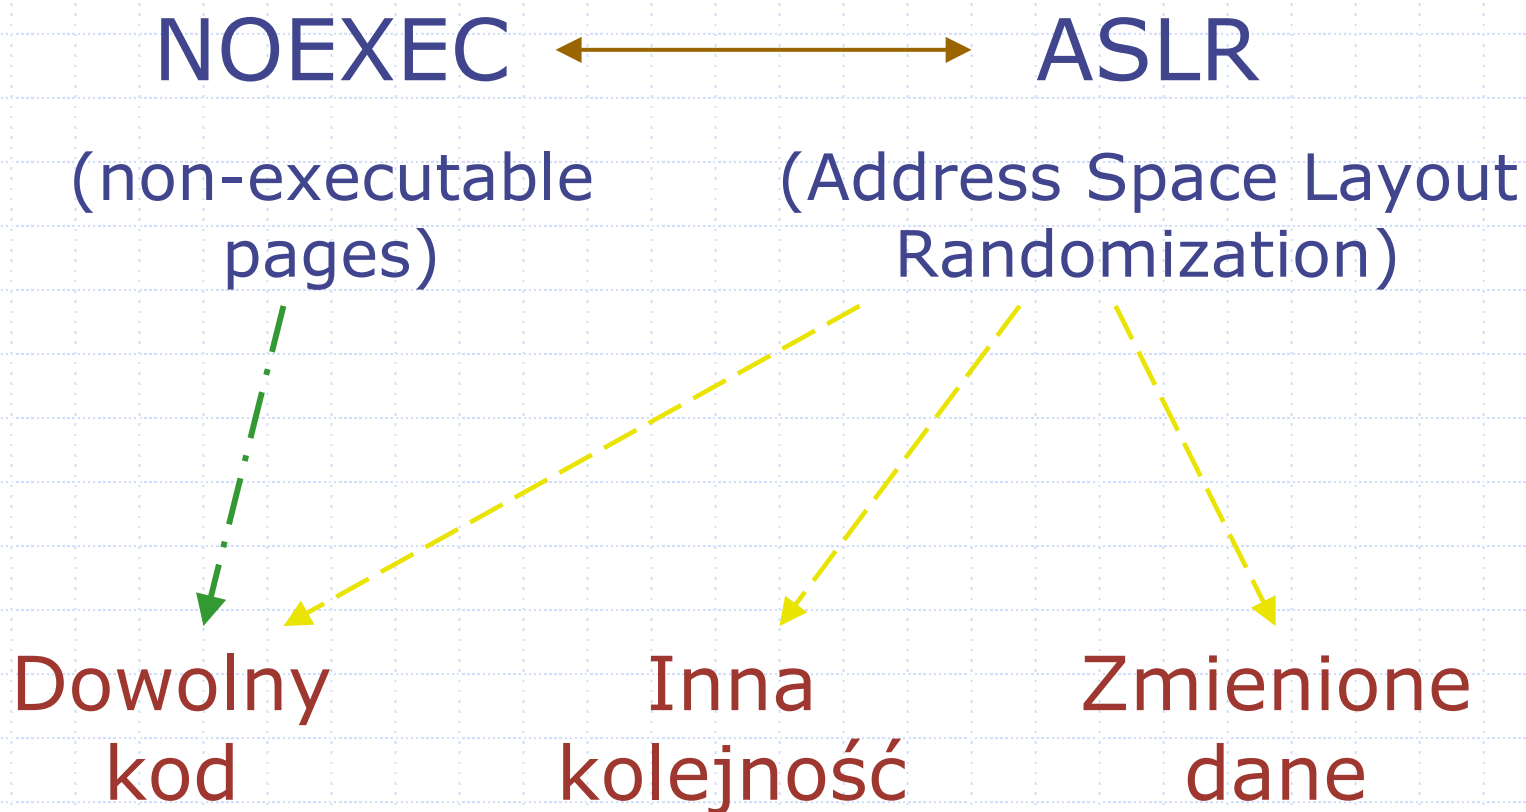 NOEXEC ASLR
(non-executable (Address Space Layout
pages) Randomization)
Dowolny Inna Zmienione
kod kolejność dane